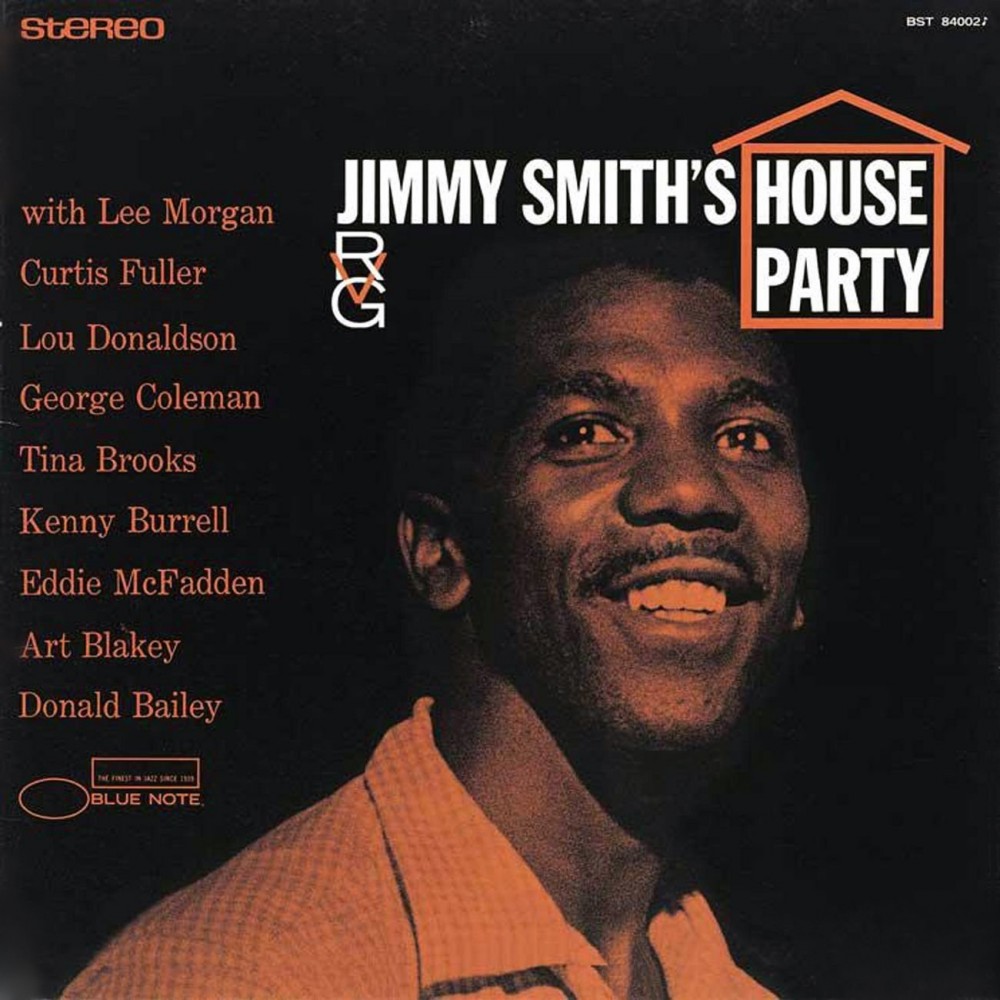 STEREO
BST 84002
JIMMY SMITH'S HOUSE
PARTY
RVG
with Lee Morgan
Curtis Fuller
Lou Donaldson
George Coleman
Tina Brooks
Kenny Burrell
Eddie McFadden
Art Blakey
Donald Bailey
THE FINEST IN JAZZ SINCE 1939
BLUE NOTE